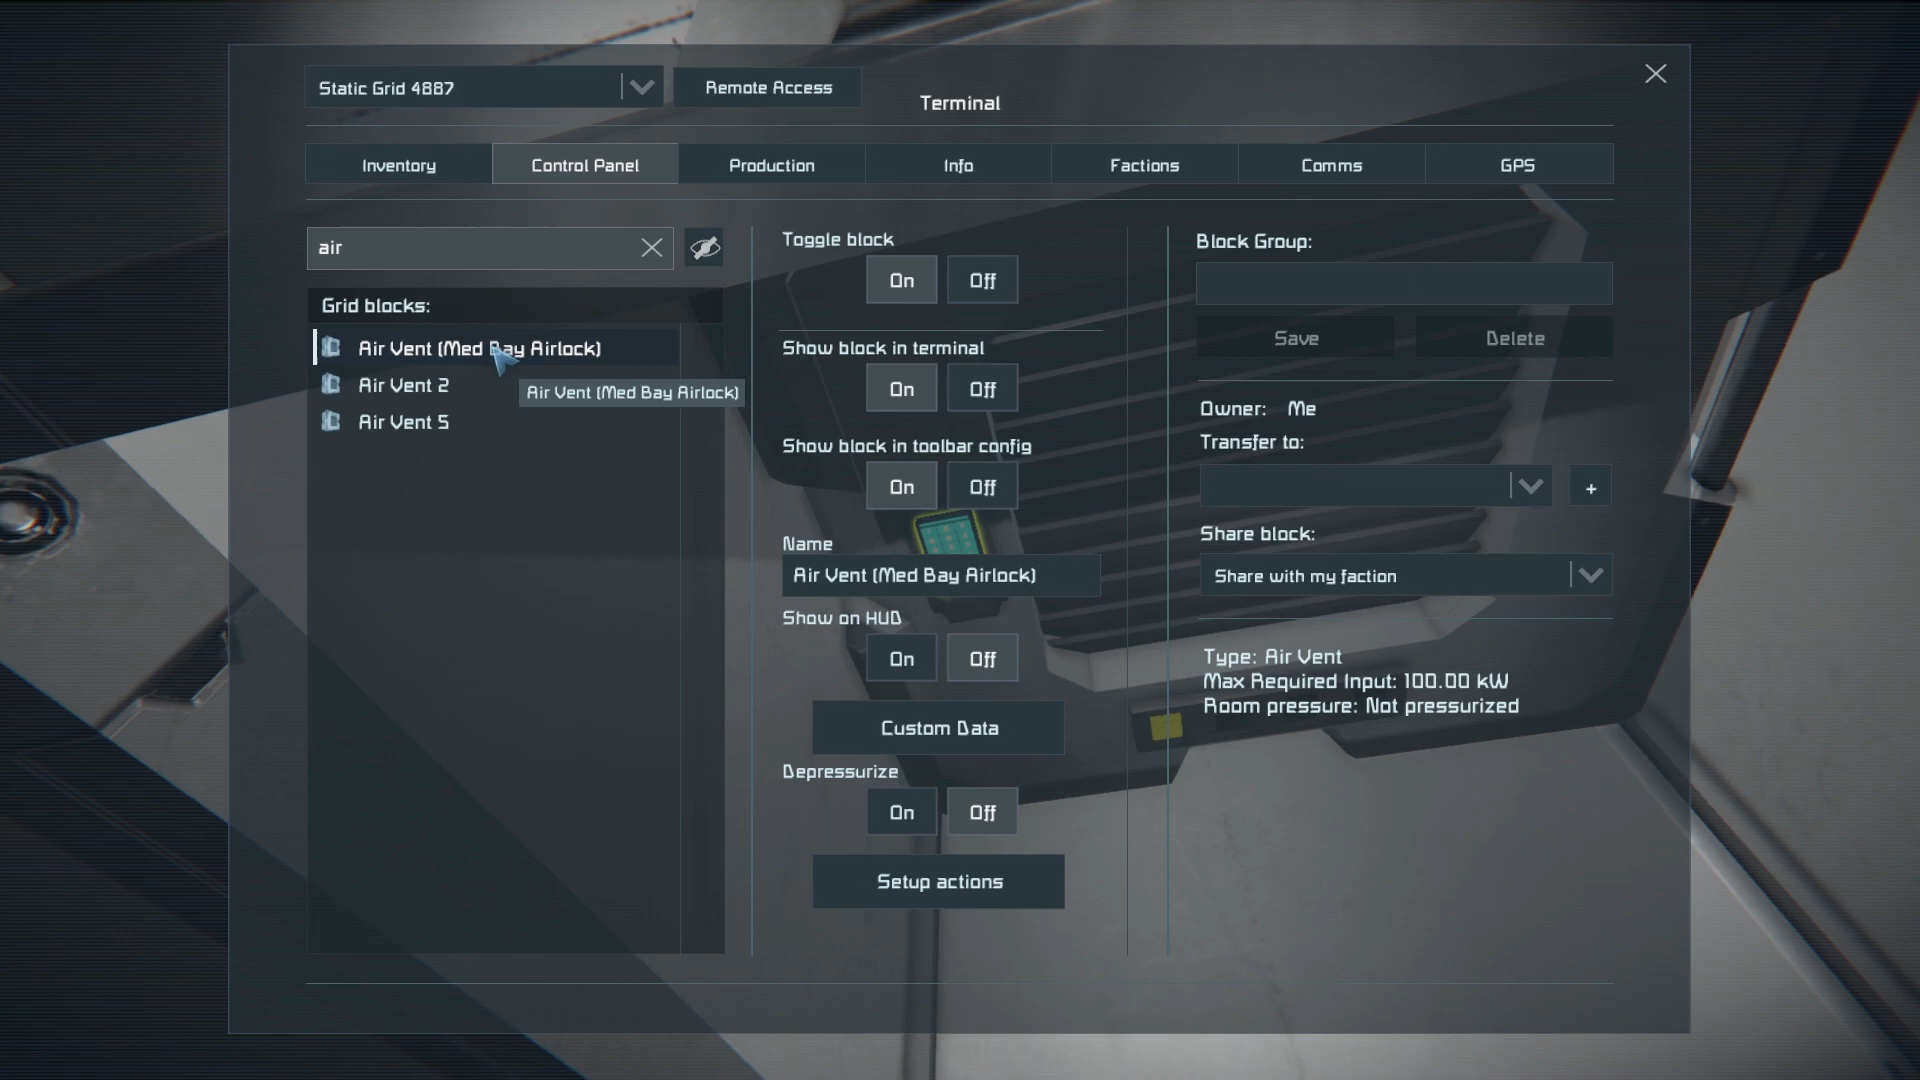 Static Grid 4887
Remote Access
Terminal
Inventory
Control Panel
Production
Info
Factions
Comms
GPS
air
Grid blocks:
Air Vent (Med Bay Airlock)
Air Vent 2
Air Vent 5
Air Vent (Med Bay Airlock)
Toggle block
On Off
Show block in terminal
On Off
Show block in toolbar config
On Off
Name
Air Vent (Med Bay Airlock)
Show on HUD
On Off
Custom Data
Depressurize
On Off
Setup actions
Block Group:
Save Delete
Owner: Me
Transfer to:
+
Share block:
Share with my faction
Type: Air Vent
Max Required Input: 100.00 kW
Room pressure: Not pressurized